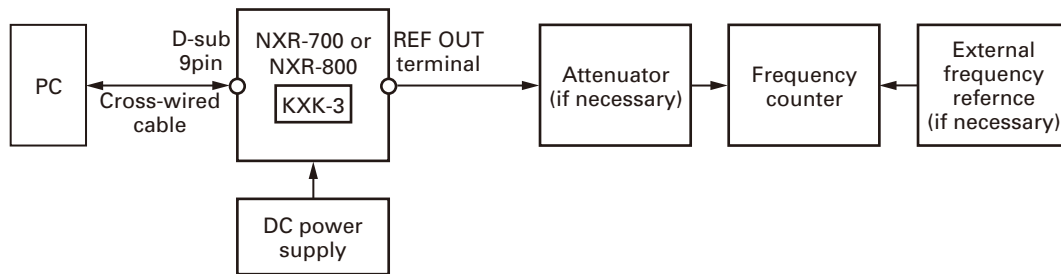 PC
D-sub
9pin
Cross-wired
cable
NXR-700 or
NXR-800
KXK-3
REF OUT
terminal
DC power
supply
Attenuator
(if necessary)
Frequency
counter
External
frequency
refernce
(if necessary)